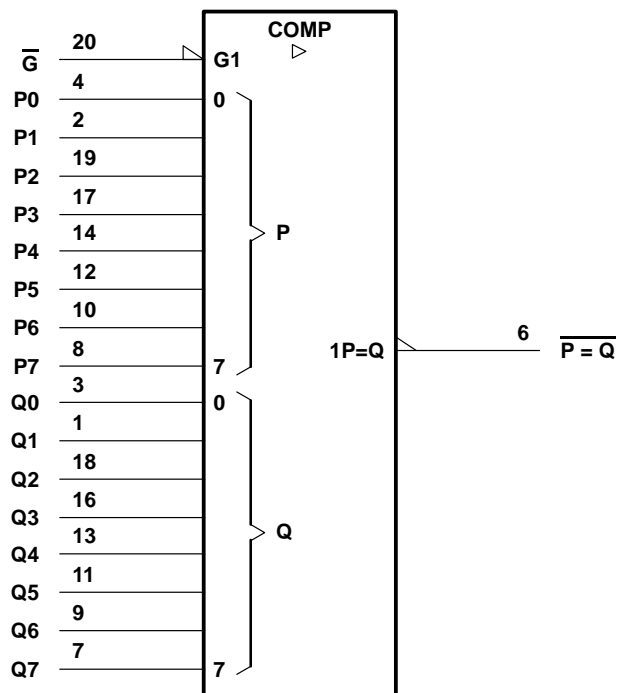 COMP
G̅ 20 G1
P0 4 0
P1 2
P2 19
P3 17
P4 14
P
P5 12
P6 10
1P=Q 6 P̅ ̅=̅ ̅Q̅
P7 8 7
Q0 3 0
Q1 1
Q2 18
Q3 16
Q
Q4 13
Q5 11
Q6 9
Q7 7 7